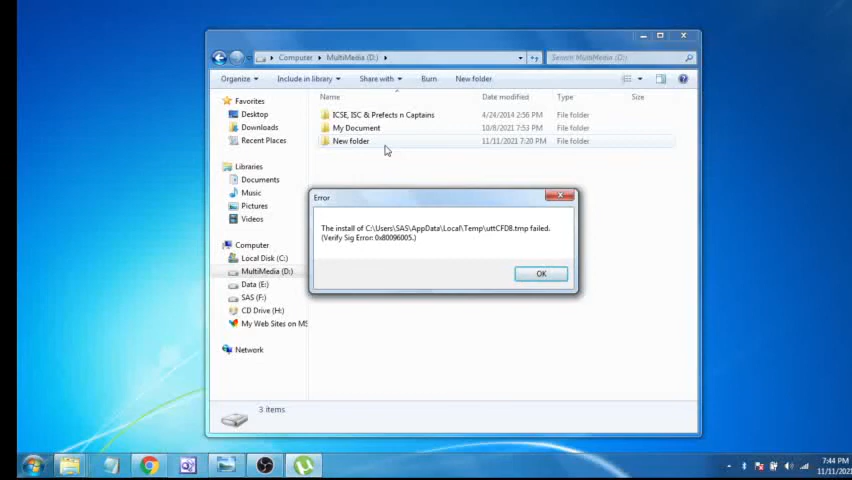 Computer
MultiMedia (D:)
Search MultiMedia (D:)
Organize
Include in library
Share with
Burn
New folder
Name
Date modified
Type
Size
Favorites
Desktop
Downloads
Recent Places
Libraries
Documents
Music
Pictures
Videos
Computer
Local Disk (C:)
MultiMedia (D:)
Data (E:)
SAS (F:)
CD Drive (H:)
My Web Sites on MS
Network
ICSE, ISC & Prefects n Captains
4/24/2014 2:56 PM
File folder
My Document
10/8/2021 7:53 PM
File folder
New folder
11/11/2021 7:20 PM
File folder
Error
The install of C:\Users\SAS\AppData\Local\Temp\uttCFD8.tmp failed.
(Verify Sig Error: 0x80096005.)
OK
3 items
7:44 PM
11/11/2021